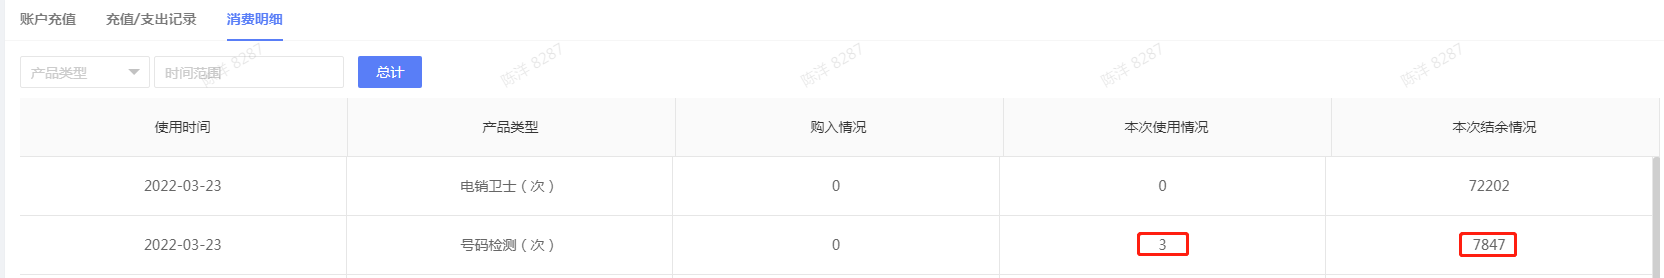 账户充值 充值/支出记录 消费明细
产品类型 时间范围 总计
陈洋 8287 陈洋 8287 陈洋 8287 陈洋 8287 陈洋 8287
使用时间 产品类型 购入情况 本次使用情况 本次结余情况
2022-03-23 电销卫士（次） 0 0 72202
2022-03-23 号码检测（次） 0 3 7847